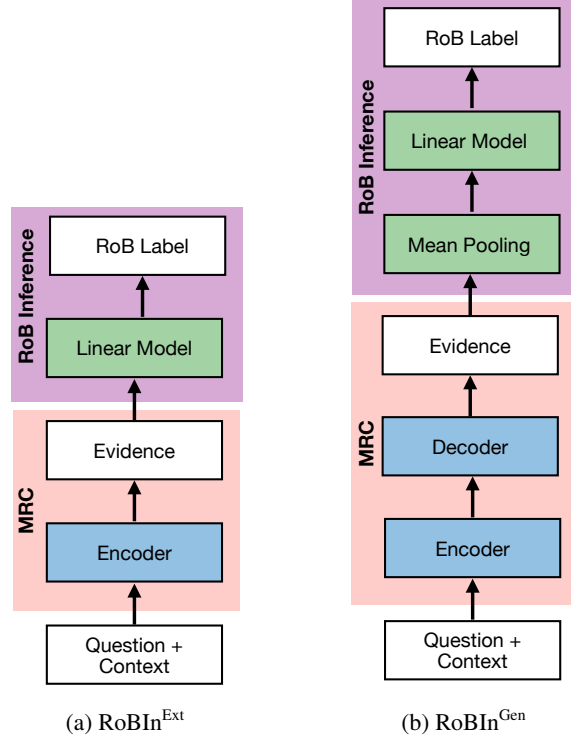 RoB Label
Linear Model
RoB Inference
Evidence
Encoder
MRC
Question +
Context
(a) RoBIn^Ext
RoB Label
Linear Model
Mean Pooling
RoB Inference
Evidence
Decoder
Encoder
MRC
Question +
Context
(b) RoBIn^Gen